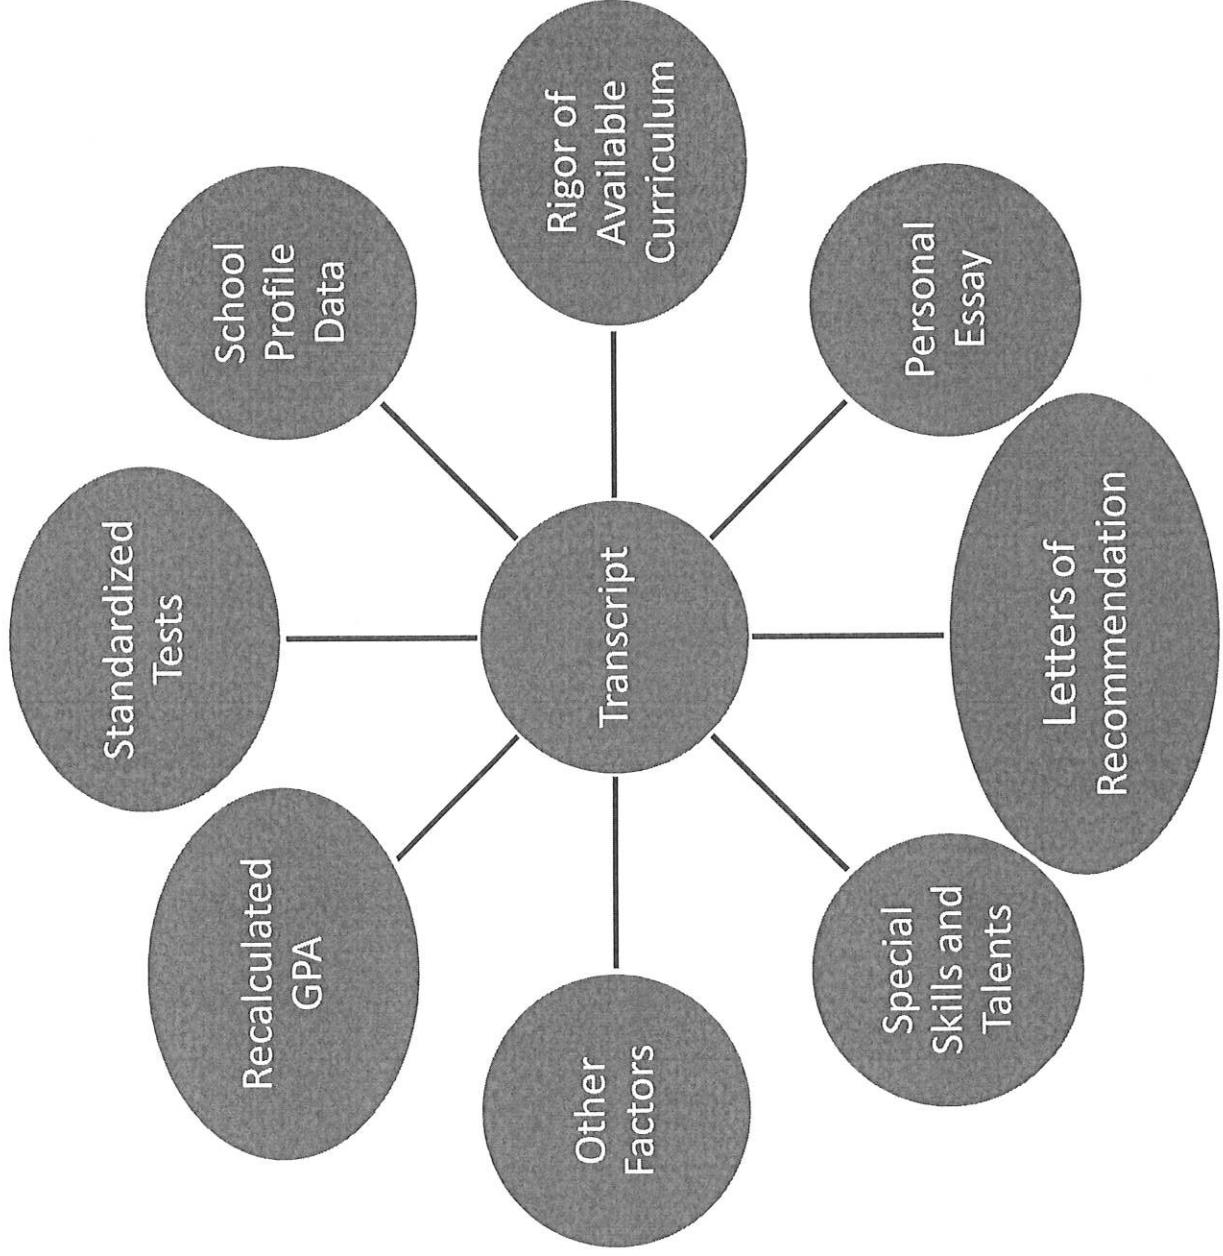 Transcript
Standardized
Tests
School
Profile
Data
Rigor of
Available
Curriculum
Personal
Essay
Letters of
Recommendation
Special
Skills and
Talents
Other
Factors
Recalculated
GPA